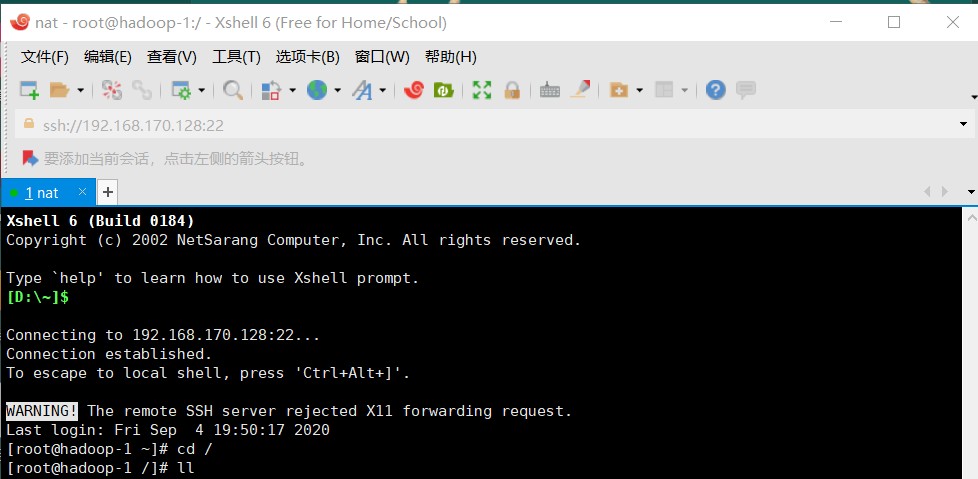 nat - root@hadoop-1:/ - Xshell 6 (Free for Home/School)
文件(F) 编辑(E) 查看(V) 工具(T) 选项卡(B) 窗口(W) 帮助(H)
ssh://192.168.170.128:22
要添加当前会话，点击左侧的箭头按钮。
1 nat
Xshell 6 (Build 0184)
Copyright (c) 2002 NetSarang Computer, Inc. All rights reserved.
Type `help' to learn how to use Xshell prompt.
[D:\~]$
Connecting to 192.168.170.128:22...
Connection established.
To escape to local shell, press 'Ctrl+Alt+]'.
WARNING! The remote SSH server rejected X11 forwarding request.
Last login: Fri Sep  4 19:50:17 2020
[root@hadoop-1 ~]# cd /
[root@hadoop-1 /]# ll